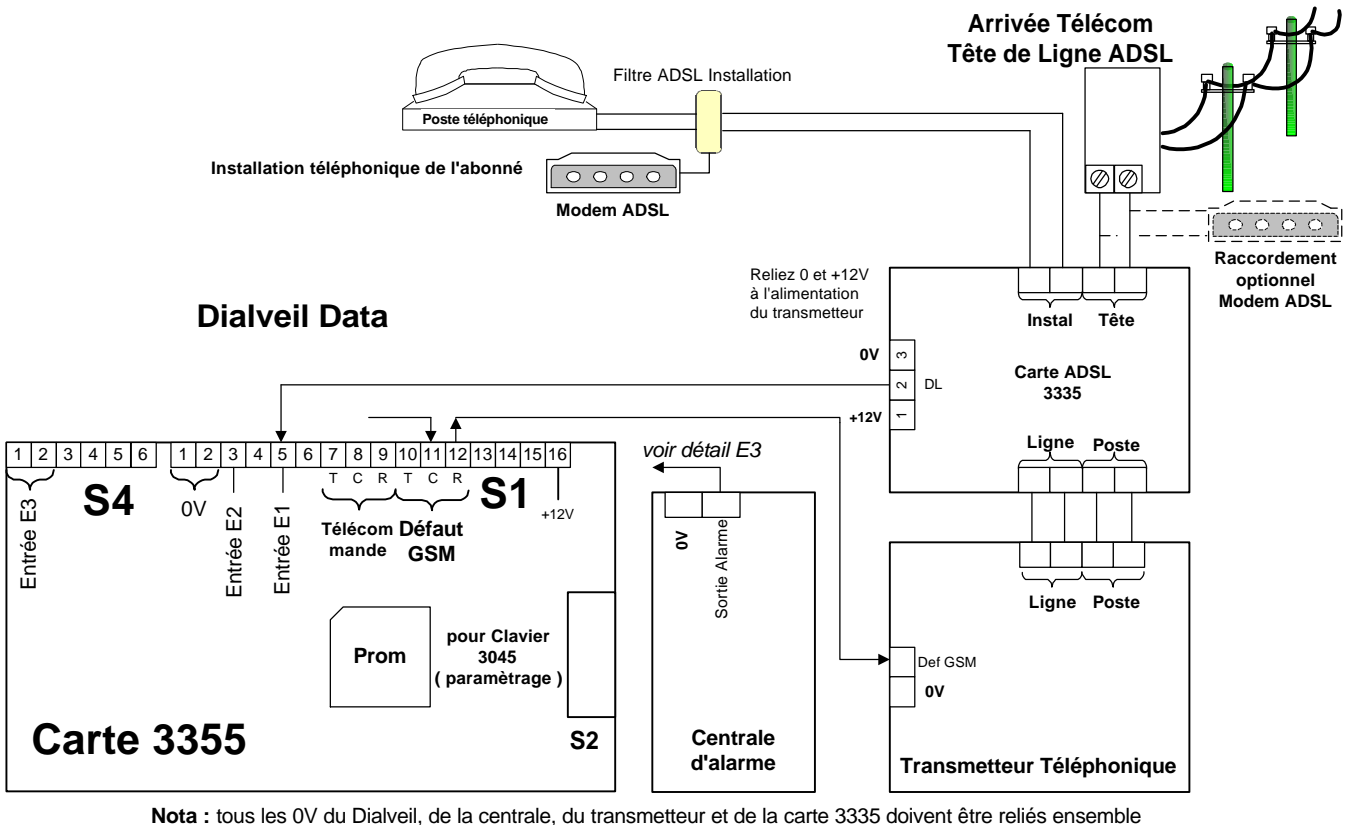 Arrivée Télécom
Tête de Ligne ADSL
Filtre ADSL Installation
Poste téléphonique
Installation téléphonique de l'abonné
Modem ADSL
Raccordement
optionnel
Modem ADSL
Reliez 0 et +12V
à l'alimentation
du transmetteur
Instal Tête
Dialveil Data
0V 3
2 DL
+12V 1
Carte ADSL
3335
Ligne Poste
1 2 3 4 5 6 1 2 3 4 5 6 7 8 9 10 11 12 13 14 15 16
T C R T C R
S4
S1
0V
+12V
Entrée E3
Entrée E2
Entrée E1
Télécom
mande
Défaut
GSM
voir détail E3
0V
Sortie Alarme
Ligne Poste
Prom
pour Clavier
3045
( paramètrage )
Def GSM
0V
Carte 3355
S2
Centrale
d'alarme
Transmetteur Téléphonique
Nota : tous les 0V du Dialveil, de la centrale, du transmetteur et de la carte 3335 doivent être reliés ensemble